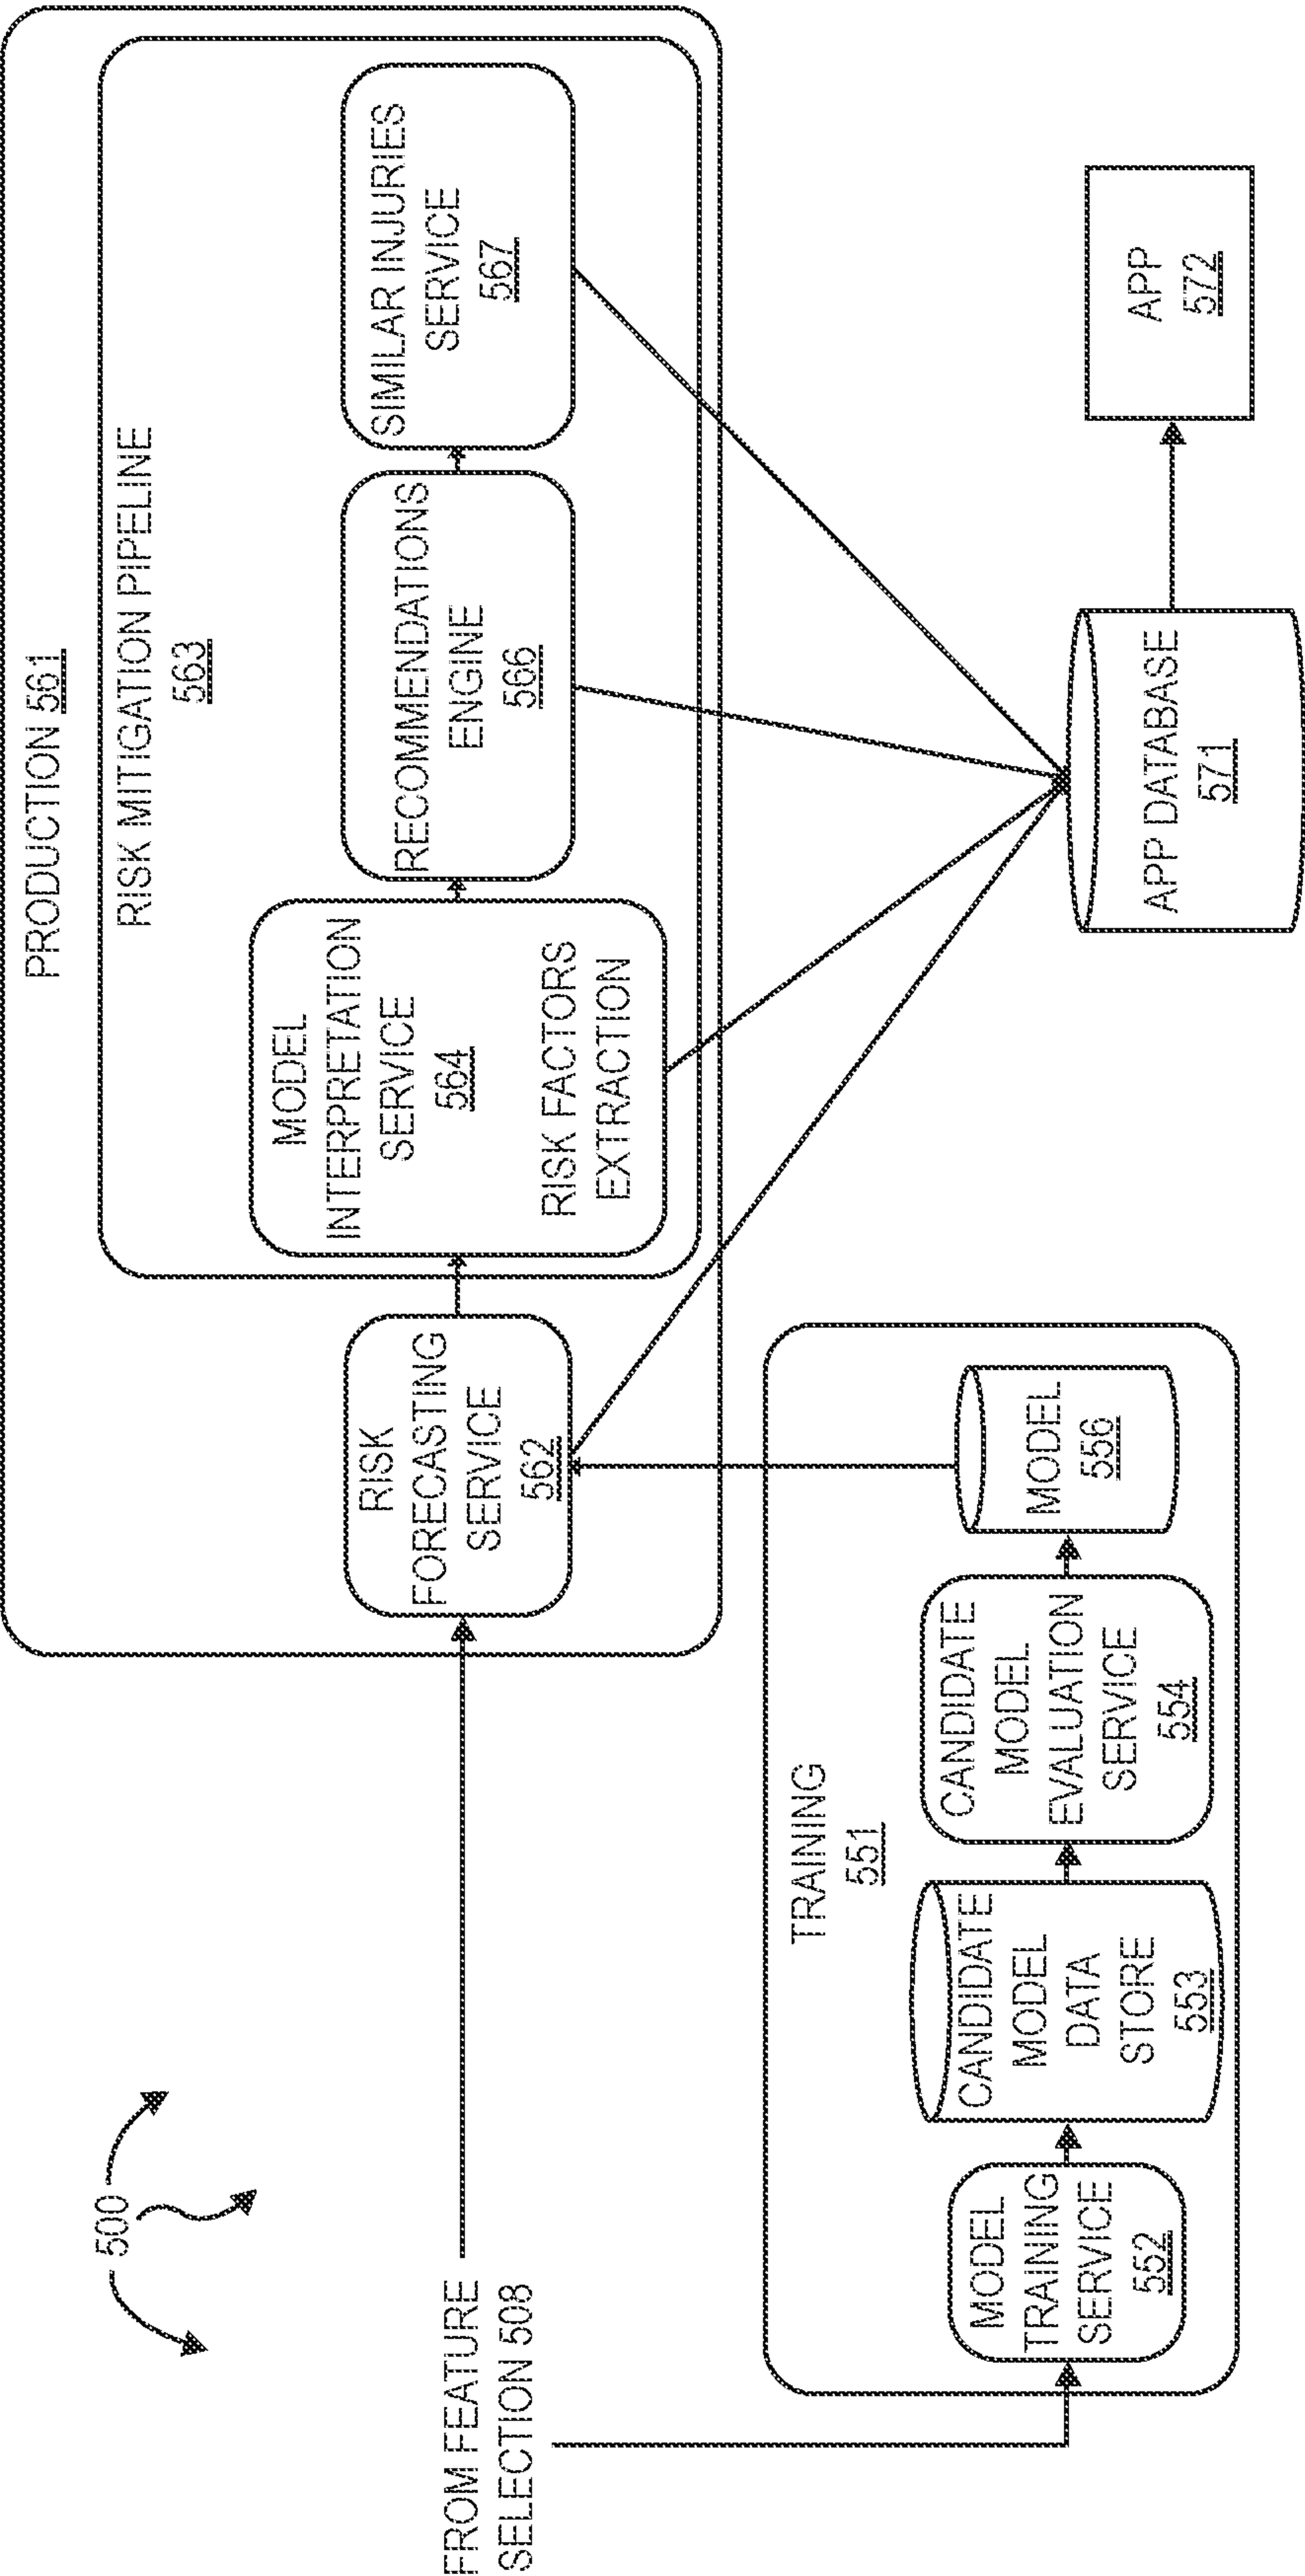 500
PRODUCTION 561
RISK MITIGATION PIPELINE
563
RISK
FORECASTING
SERVICE
562
MODEL
INTERPRETATION
SERVICE
564
RISK FACTORS
EXTRACTION
RECOMMENDATIONS
ENGINE
566
SIMILAR INJURIES
SERVICE
567
FROM FEATURE
SELECTION 508
TRAINING
551
MODEL
TRAINING
SERVICE
552
CANDIDATE
MODEL
DATA
STORE
553
CANDIDATE
MODEL
EVALUATION
SERVICE
554
MODEL
556
APP DATABASE
571
APP
572